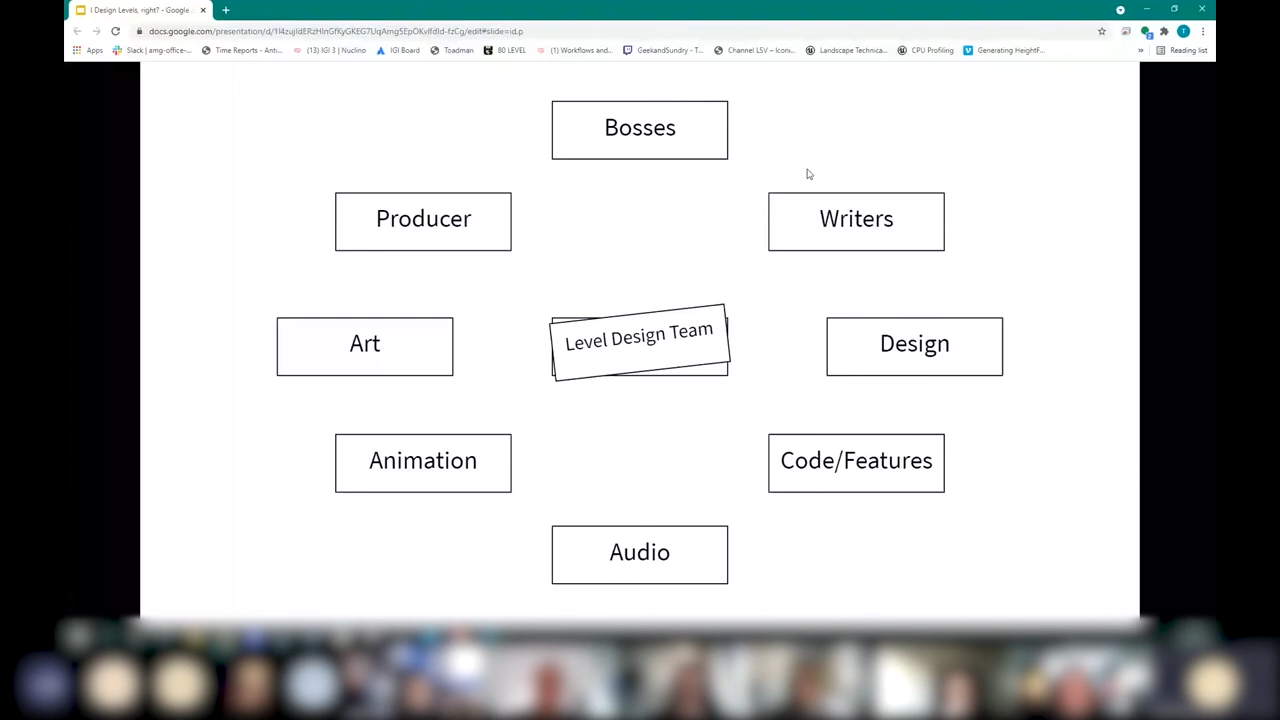 I Design Levels, right? - Google
Apps
Slack | amg-office-...
Time Reports - Anti...
(13) IGI 3 | Nuclino
IGI Board
Toadman
80 LEVEL
(1) Workflows and...
GeekandSundry - T...
Channel LSV – Iconi...
Landscape Technica...
CPU Profiling
Generating HeightF...
»
Reading list
Bosses
Producer
Writers
Art
Level Design Team
Design
Animation
Code/Features
Audio